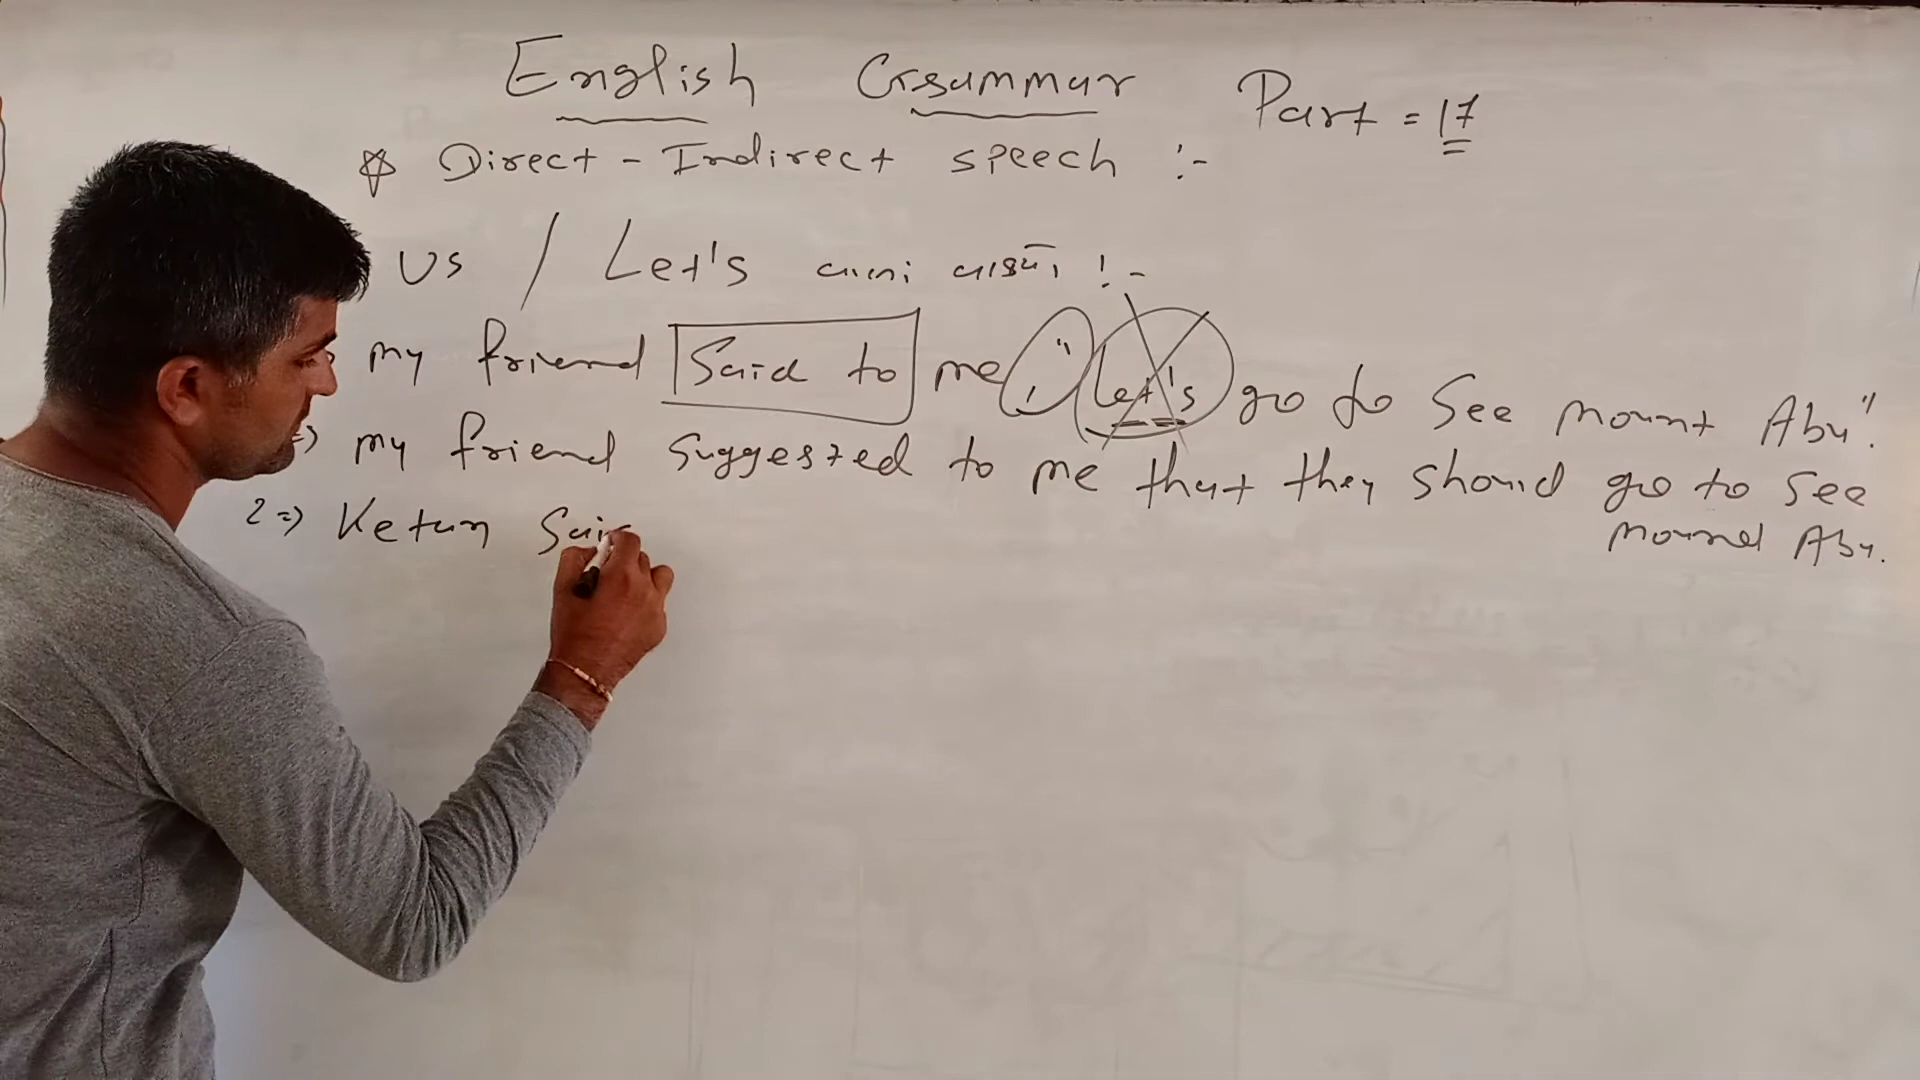 English Grammar Part = 17
☆ Direct - Indirect speech :-
us / Let's વાળાં વાક્યો :-
my friend Said to me, "Let's go to See mount Abu".
=> my friend suggested to me that they should go to see
mound Abu.
2 => Ketan Sai